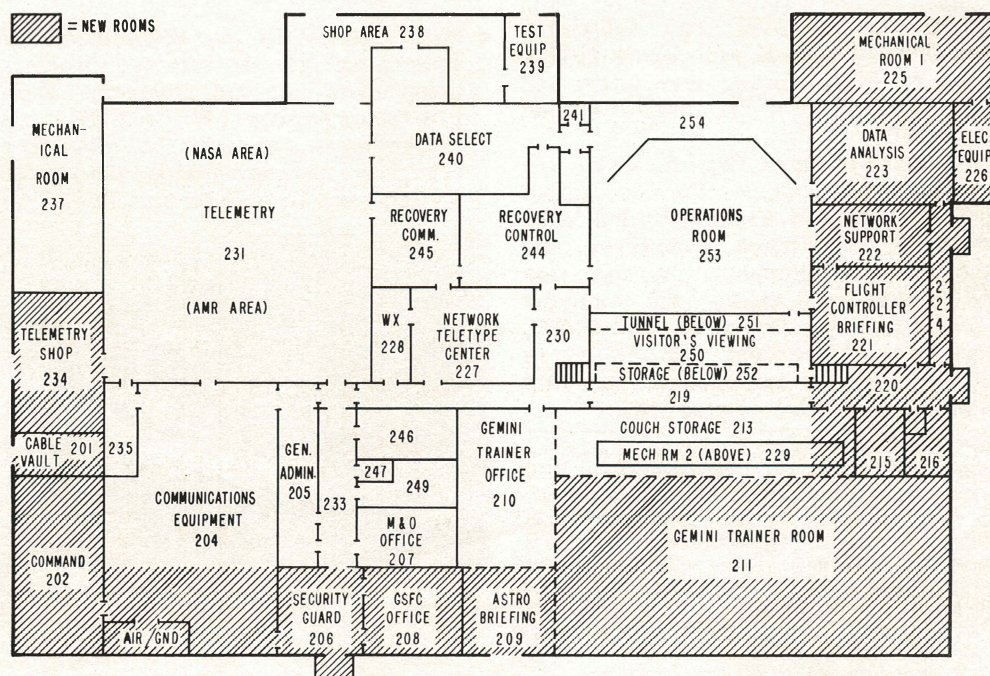 = NEW ROOMS
SHOP AREA 238
TEST
EQUIP
239
MECHANICAL
ROOM 1
225
MECHAN-
ICAL
ROOM
237
(NASA AREA)
TELEMETRY
231
(AMR AREA)
DATA SELECT
240
241
254
DATA
ANALYSIS
223
ELEC
EQUIP
226
RECOVERY
COMM.
245
RECOVERY
CONTROL
244
OPERATIONS
ROOM
253
NETWORK
SUPPORT
222
FLIGHT
CONTROLLER
BRIEFING
221
2
2
4
WX
228
NETWORK
TELETYPE
CENTER
227
230
TUNNEL (BELOW) 251
VISITOR'S VIEWING
250
STORAGE (BELOW) 252
219
220
TELEMETRY
SHOP
234
CABLE 201
VAULT
235
COMMUNICATIONS
EQUIPMENT
204
GEN.
ADMIN.
205
233
246
247
249
M&O
OFFICE
207
GEMINI
TRAINER
OFFICE
210
COUCH STORAGE 213
MECH RM 2 (ABOVE) 229
215
216
GEMINI TRAINER ROOM
211
COMMAND
202
AIR/GND
SECURITY
GUARD
206
GSFC
OFFICE
208
ASTRO
BRIEFING
209